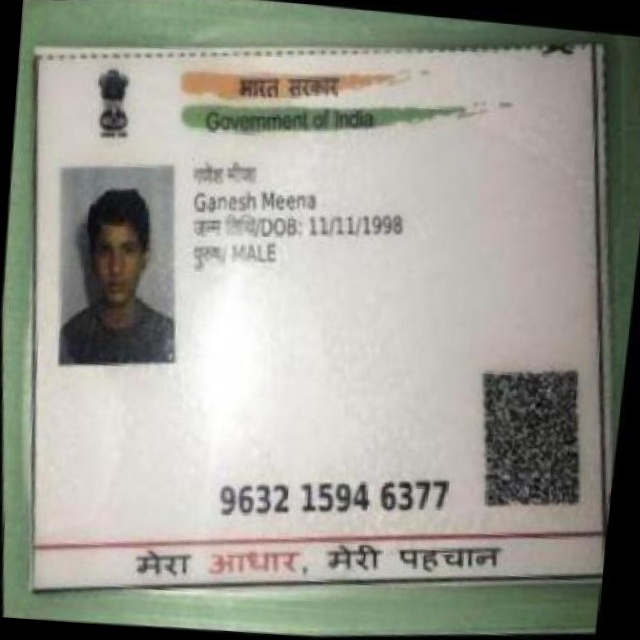 भारत सरकार
Government of India
गणेश मीणा
Ganesh Meena
जन्म तिथि/DOB: 11/11/1998
पुरुष/ MALE
9632 1594 6377
मेरा आधार, मेरी पहचान